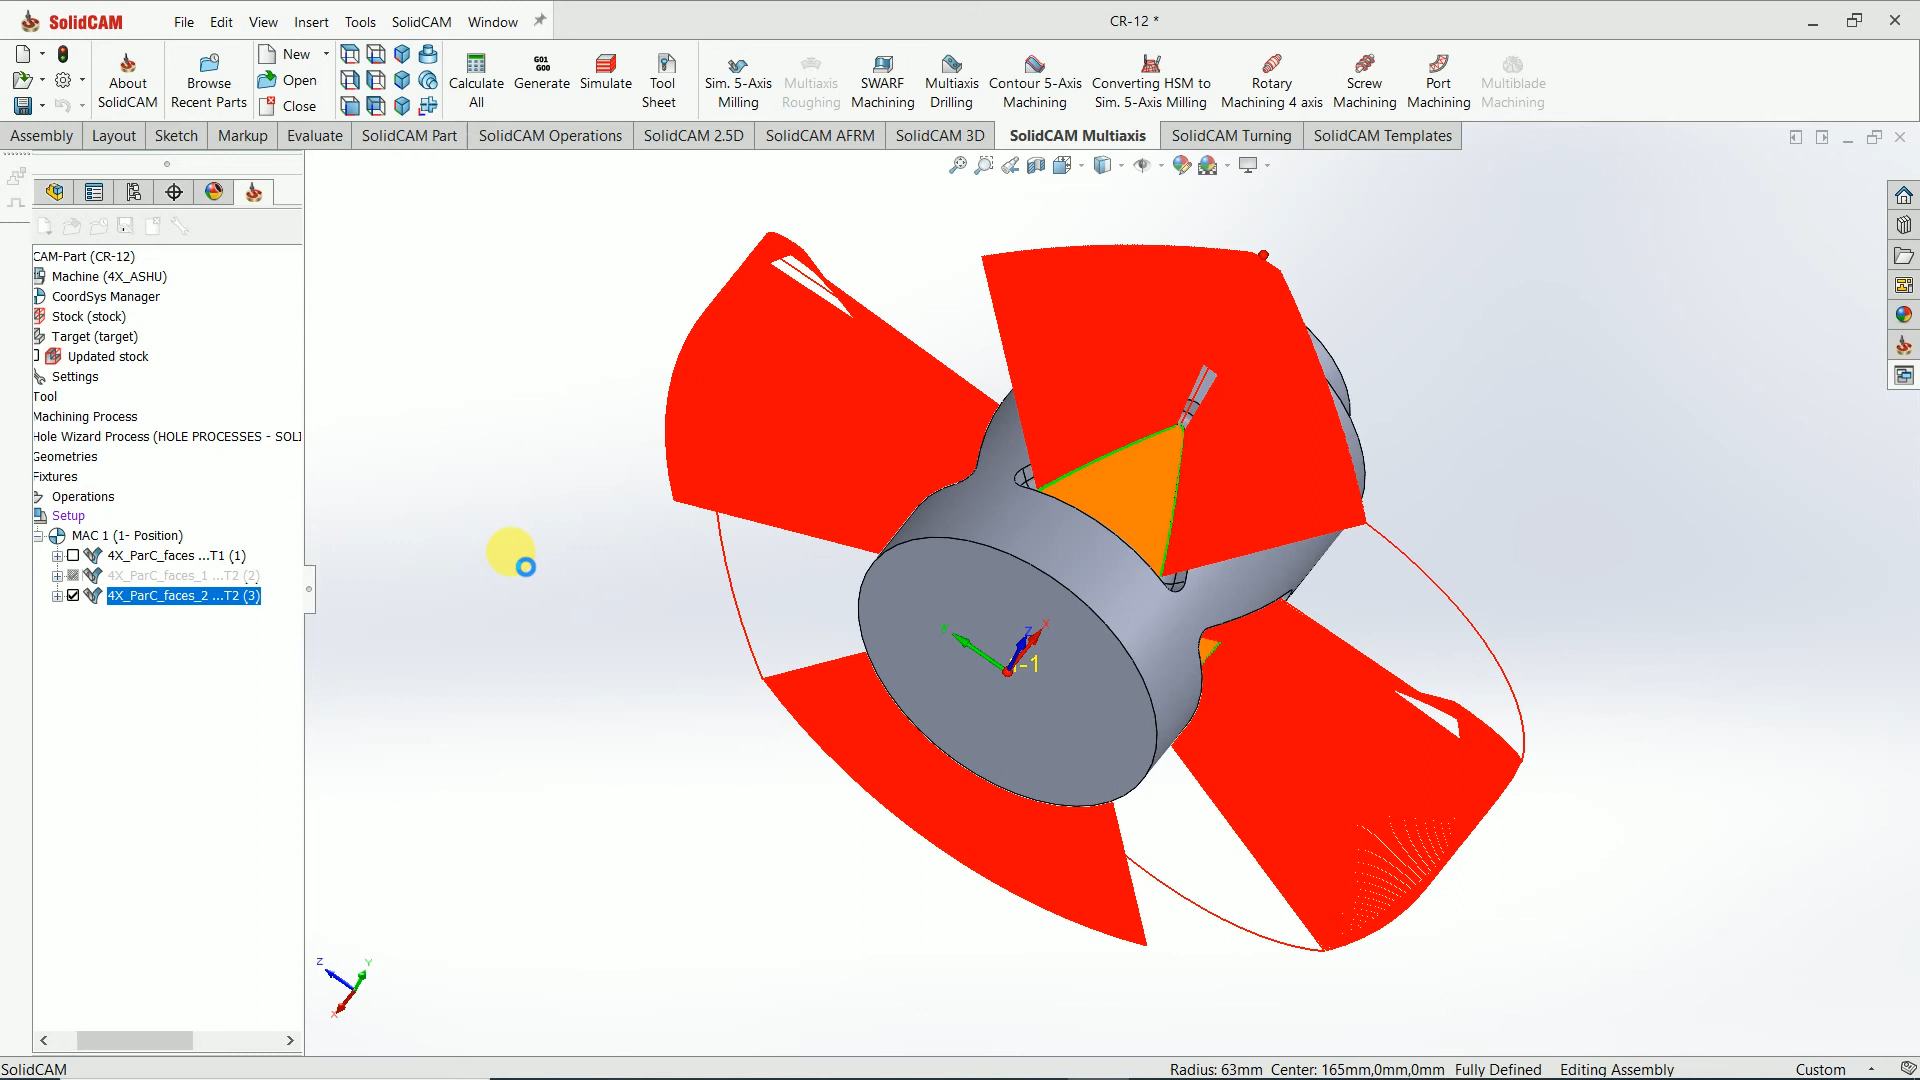 SolidCAM File Edit View Insert Tools SolidCAM Window CR-12 *
New
Open
Close
About SolidCAM
Browse Recent Parts
Calculate All
G01 G00
Generate
Simulate
Tool Sheet
Sim. 5-Axis Milling
Multiaxis Roughing
SWARF Machining
Multiaxis Drilling
Contour 5-Axis Machining
Converting HSM to Sim. 5-Axis Milling
Rotary Machining 4 axis
Screw Machining
Port Machining
Multiblade Machining
Assembly Layout Sketch Markup Evaluate SolidCAM Part SolidCAM Operations SolidCAM 2.5D SolidCAM AFRM SolidCAM 3D SolidCAM Multiaxis SolidCAM Turning SolidCAM Templates
CAM-Part (CR-12)
Machine (4X_ASHU)
CoordSys Manager
Stock (stock)
Target (target)
Updated stock
Settings
Tool
Machining Process
Hole Wizard Process (HOLE PROCESSES - SOLI
Geometries
Fixtures
Operations
Setup
MAC 1 (1- Position)
4X_ParC_faces ...T1 (1)
4X_ParC_faces_1 ...T2 (2)
4X_ParC_faces_2 ...T2 (3)
Z X
-1
Z Y
X
SolidCAM Radius: 63mm Center: 165mm,0mm,0mm Fully Defined Editing Assembly Custom